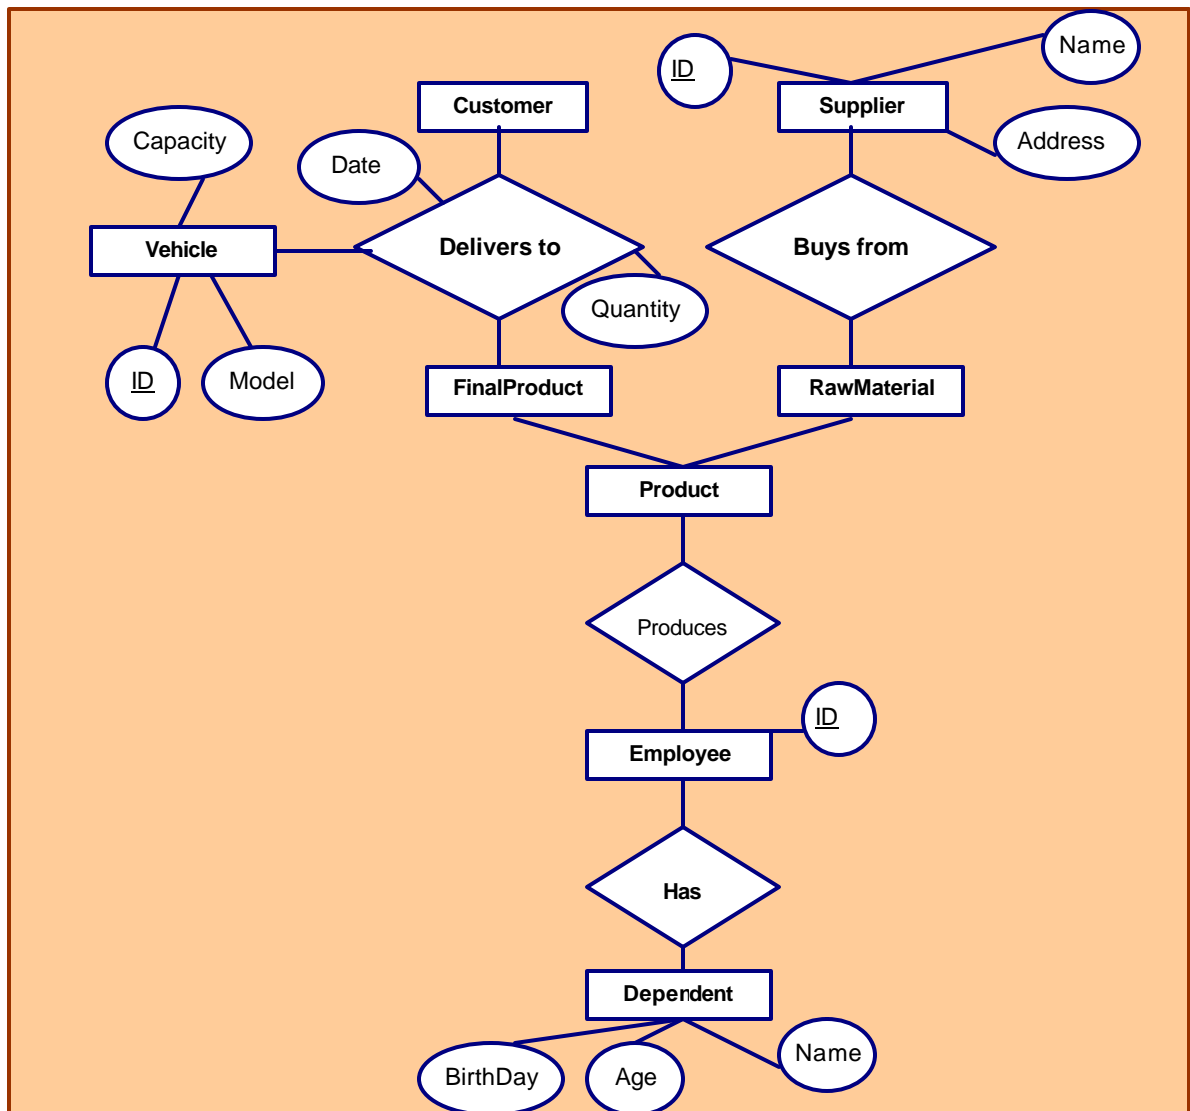 Name
ID
Customer
Supplier
Capacity
Address
Date
Vehicle
Delivers to
Buys from
Quantity
ID
Model
FinalProduct
RawMaterial
Product
Produces
ID
Employee
Has
Dependent
Name
BirthDay
Age